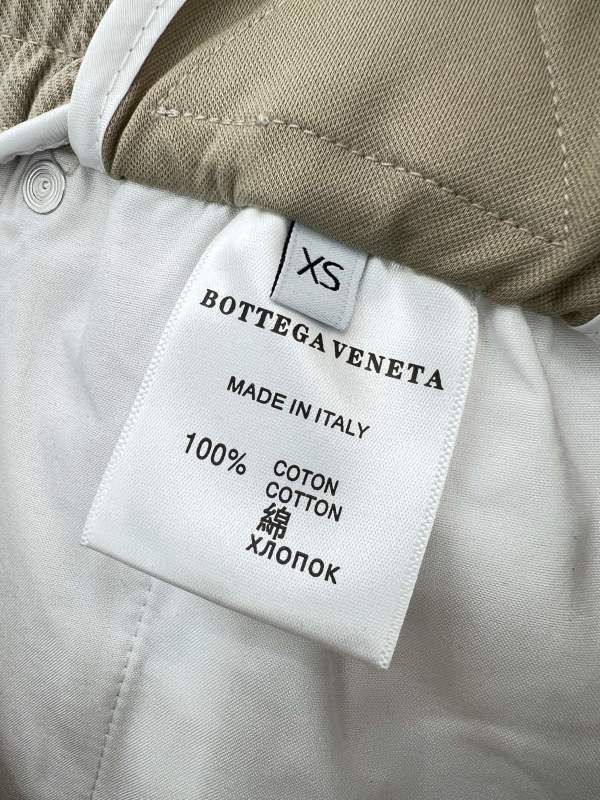 XS
BOTTEGA VENETA
MADE IN ITALY
100% COTON
COTTON
綿
хлопок